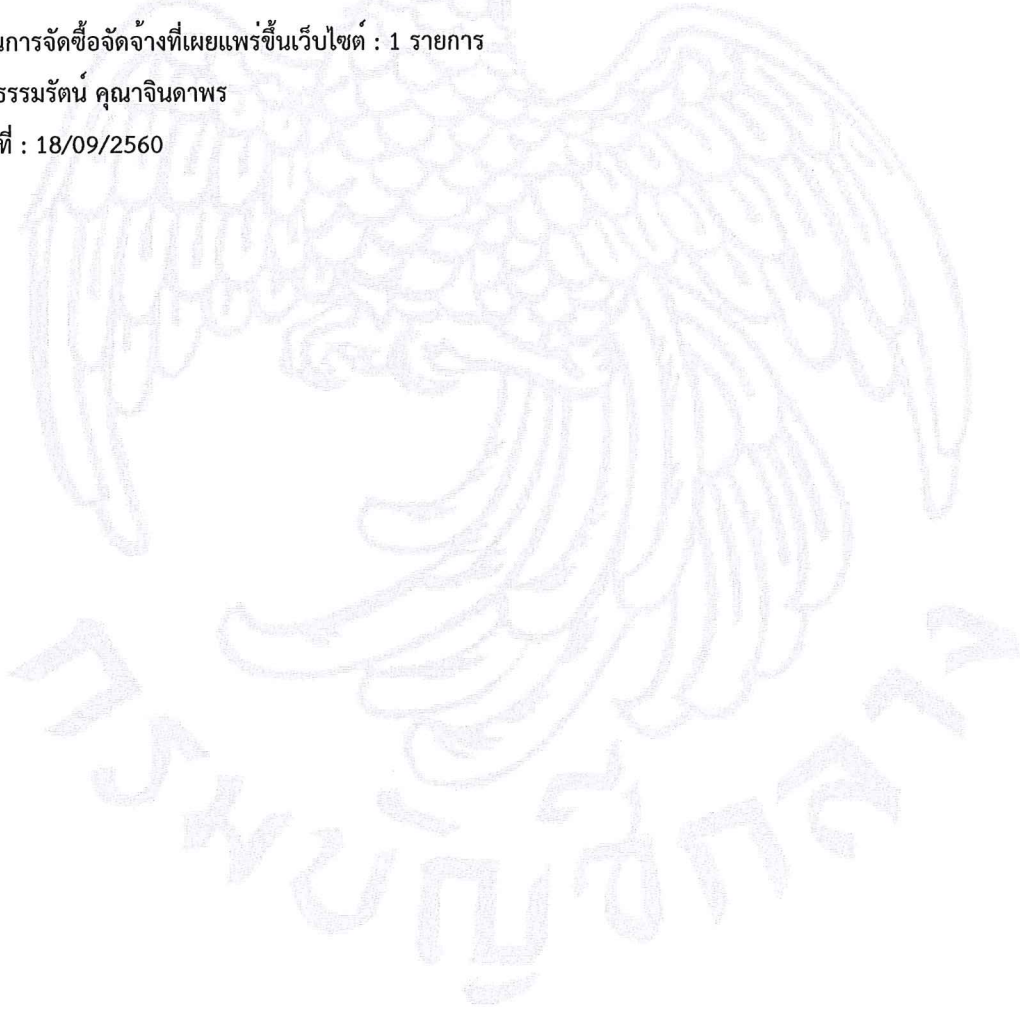 นการจัดซื้อจัดจ้างที่เผยแพร่ขึ้นเว็บไซต์ : 1 รายการ
ธรรมรัตน์ คุณาจินดาพร
ที่ : 18/09/2560
กรมบัญชีกลาง